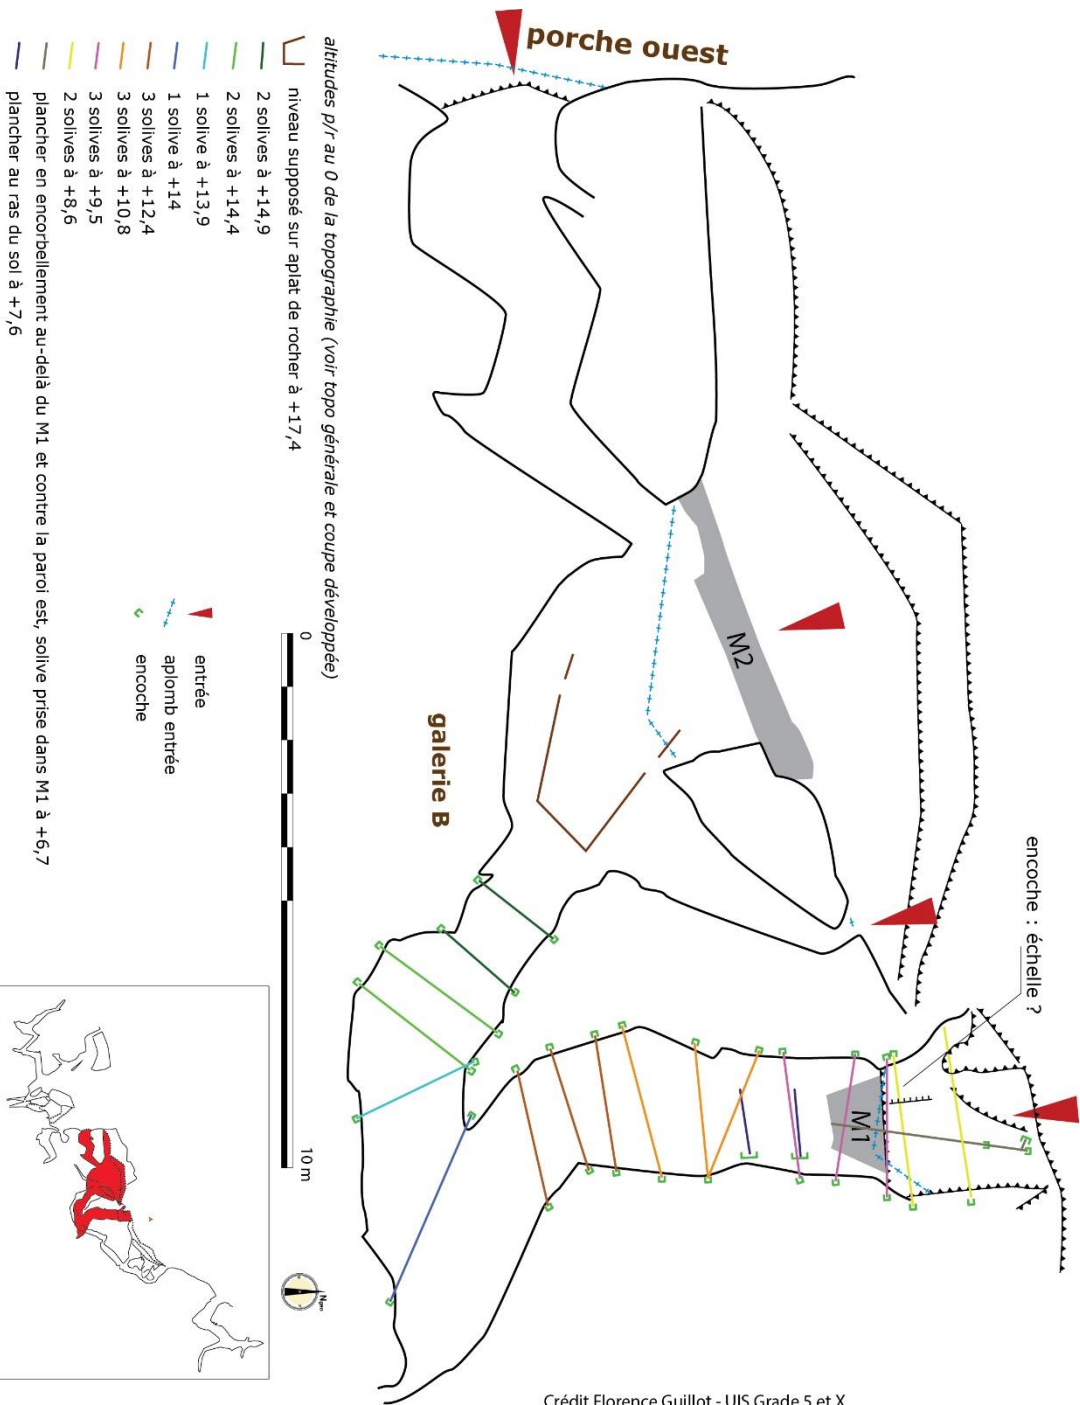 porche ouest
M2
encoche : échelle ?
M1
galerie B
altitudes p/r au 0 de la topographie (voir topo générale et coupe développée)
niveau supposé sur aplat de rocher à +17,4
2 solives à +14,9
2 solives à +14,4
1 solive à +13,9
1 solive à +14
3 solives à +12,4
3 solives à +10,8
3 solives à +9,5
2 solives à +8,6
plancher en encorbellement au-delà du M1 et contre la paroi est, solive prise dans M1 à +6,7
plancher au ras du sol à +7,6
entrée
aplomb entrée
encoche
0
10 m
Crédit Florence Guillot - UIS Grade 5 et X